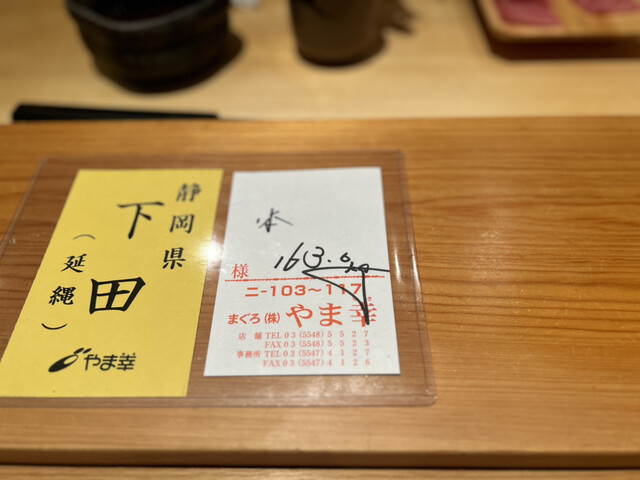 静岡県
下田
(延縄)
やま幸
本
163.0kg
様
ニ-103～117
まぐろ(株)やま幸
店舗 TEL 03 (5548) 5527
FAX 03 (5548) 5523
事務所 TEL 03 (5547) 4127
FAX 03 (5547) 4126